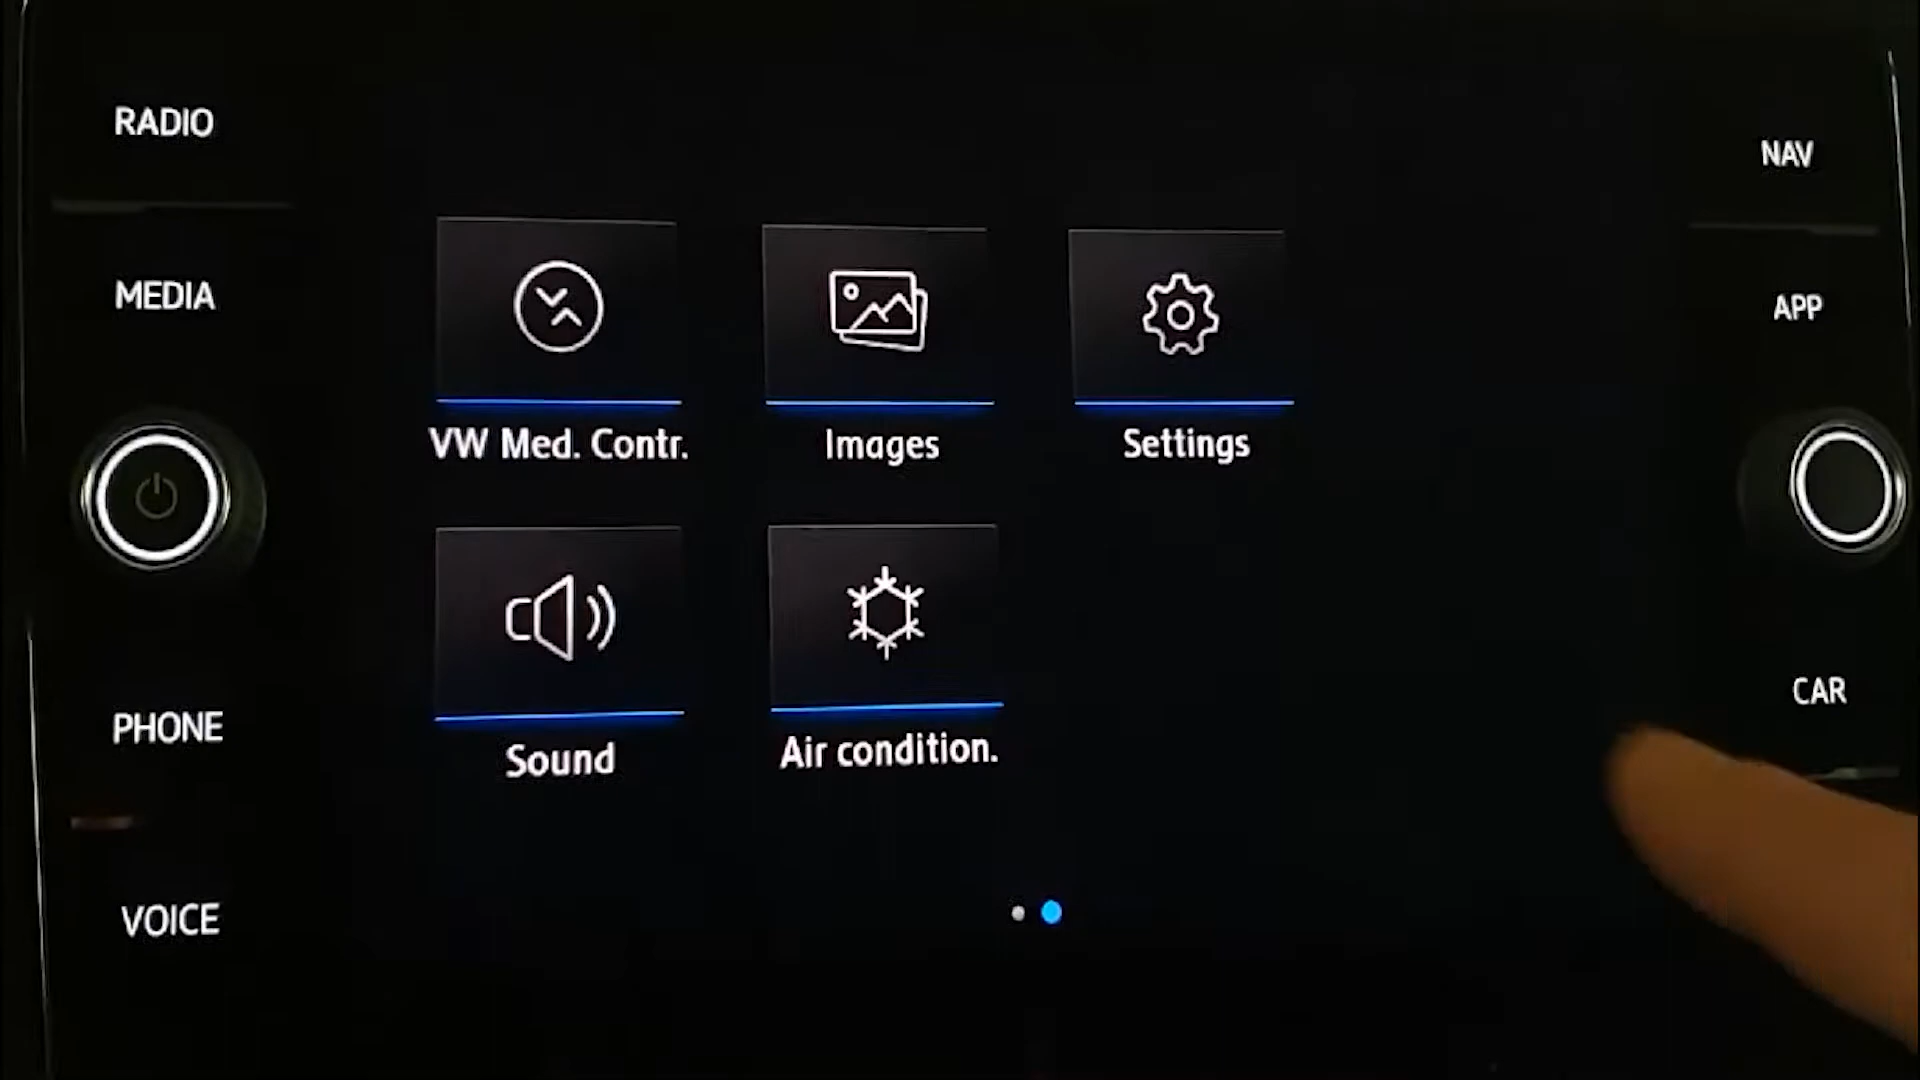 RADIO
MEDIA
PHONE
VOICE
VW Med. Contr.
Images
Settings
Sound
Air condition.
NAV
APP
CAR